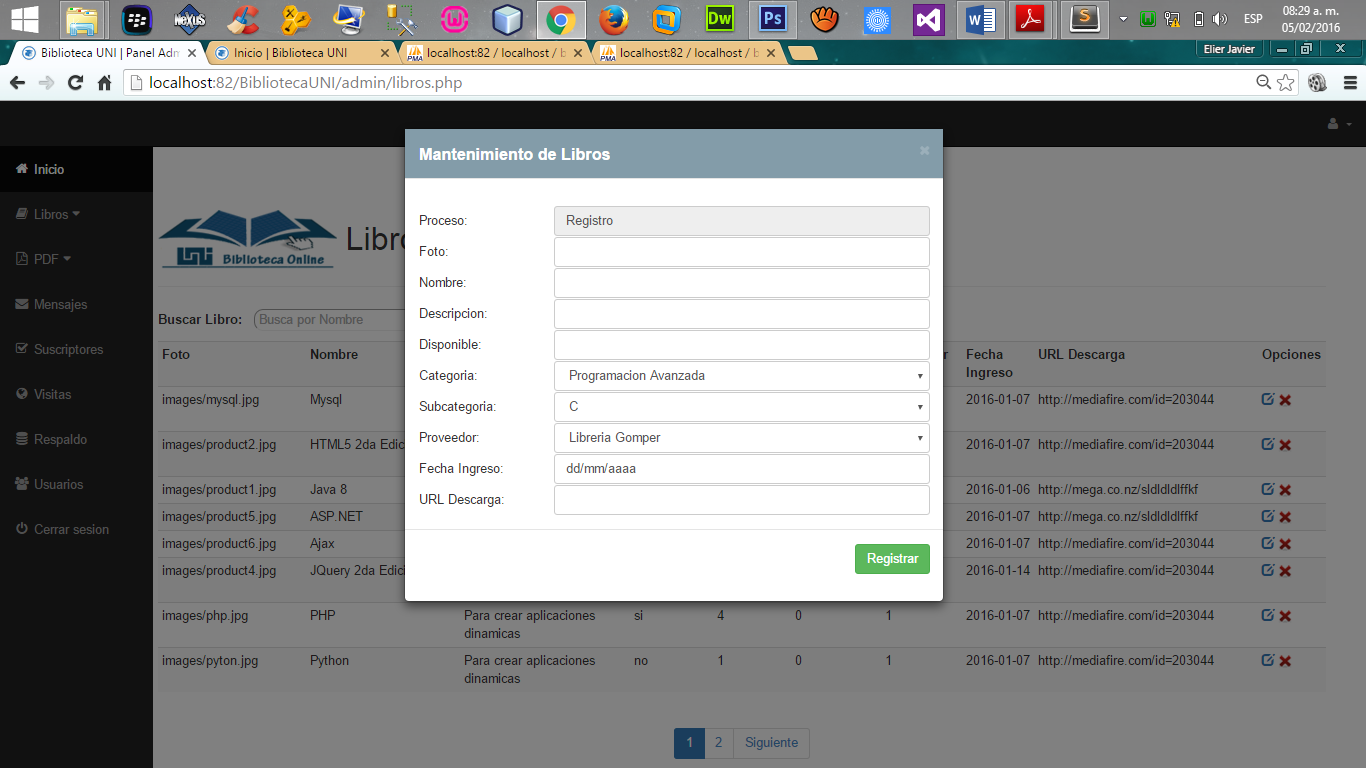 Dw
Ps
W
S
ESP
08:29 a. m.
05/02/2016
Biblioteca UNI | Panel Adm
Inicio | Biblioteca UNI
PMA localhost:82 / localhost / b
PMA localhost:82 / localhost / b
Elier Javier
localhost:82/BibliotecaUNI/admin/libros.php
Inicio
Libros
PDF
Mensajes
Suscriptores
Visitas
Respaldo
Usuarios
Cerrar sesion
UNI Biblioteca Online
Libro
Buscar Libro: Busca por Nombre
Mantenimiento de Libros ×
Proceso: Registro
Foto:
Nombre:
Descripcion:
Disponible:
Categoria: Programacion Avanzada
Subcategoria: C
Proveedor: Libreria Gomper
Fecha Ingreso: dd/mm/aaaa
URL Descarga:
Registrar
Foto Nombre r Fecha Ingreso URL Descarga Opciones
images/mysql.jpg Mysql 2016-01-07 http://mediafire.com/id=203044
images/product2.jpg HTML5 2da Edici 2016-01-07 http://mediafire.com/id=203044
images/product1.jpg Java 8 2016-01-06 http://mega.co.nz/sldldldlffkf
images/product5.jpg ASP.NET 2016-01-07 http://mega.co.nz/sldldldlffkf
images/product6.jpg Ajax 2016-01-07 http://mediafire.com/id=203044
images/product4.jpg JQuery 2da Edici 2016-01-14 http://mediafire.com/id=203044
images/php.jpg PHP Para crear aplicaciones dinamicas si 4 0 1 2016-01-07 http://mediafire.com/id=203044
images/pyton.jpg Python Para crear aplicaciones dinamicas no 1 0 1 2016-01-07 http://mediafire.com/id=203044
1 2 Siguiente